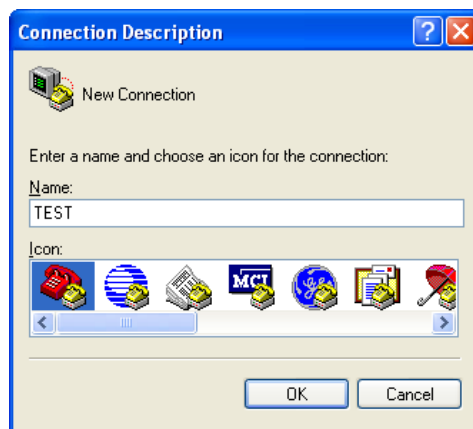 Connection Description
New Connection
Enter a name and choose an icon for the connection:
Name:
TEST
Icon:
MCI
OK
Cancel